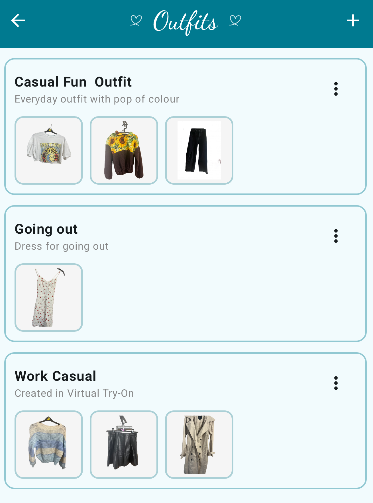 Outfits
Casual Fun  Outfit
Everyday outfit with pop of colour
Going out
Dress for going out
Work Casual
Created in Virtual Try-On